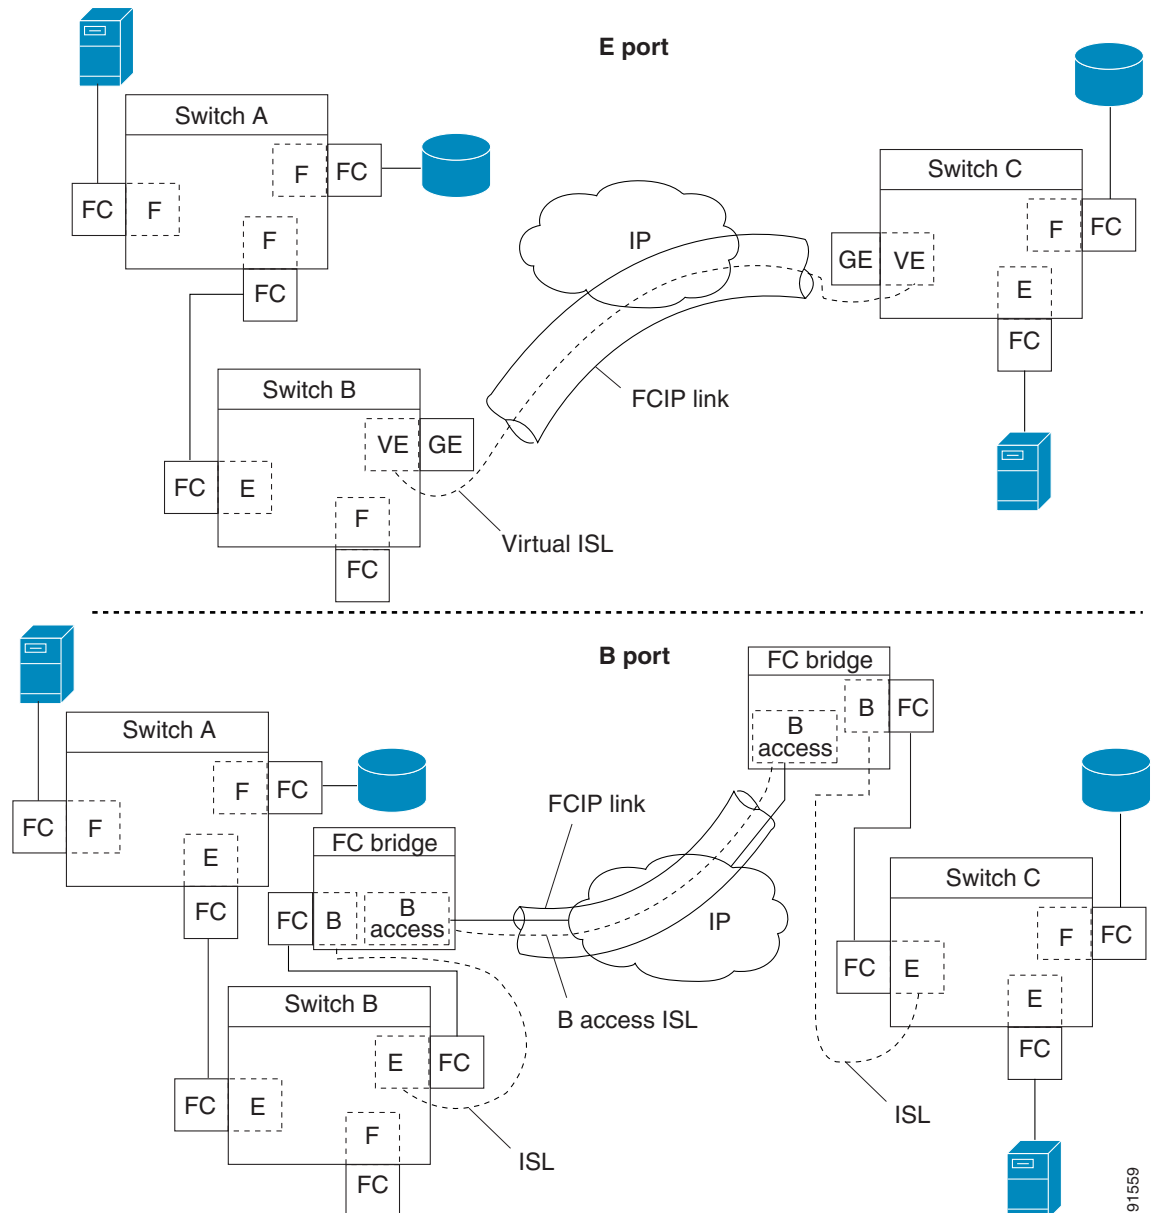 E port
Switch A
F
FC
FC
F
F
FC
IP
Switch C
F
FC
GE
VE
E
FC
FCIP link
Switch B
VE
GE
FC
E
F
FC
Virtual ISL
B port
FC bridge
B
FC
B
access
Switch A
F
FC
FC
F
E
FC
FCIP link
FC bridge
FC
B
B
access
IP
B access ISL
Switch C
F
FC
FC
E
E
FC
ISL
Switch B
E
FC
FC
E
F
FC
ISL
91559